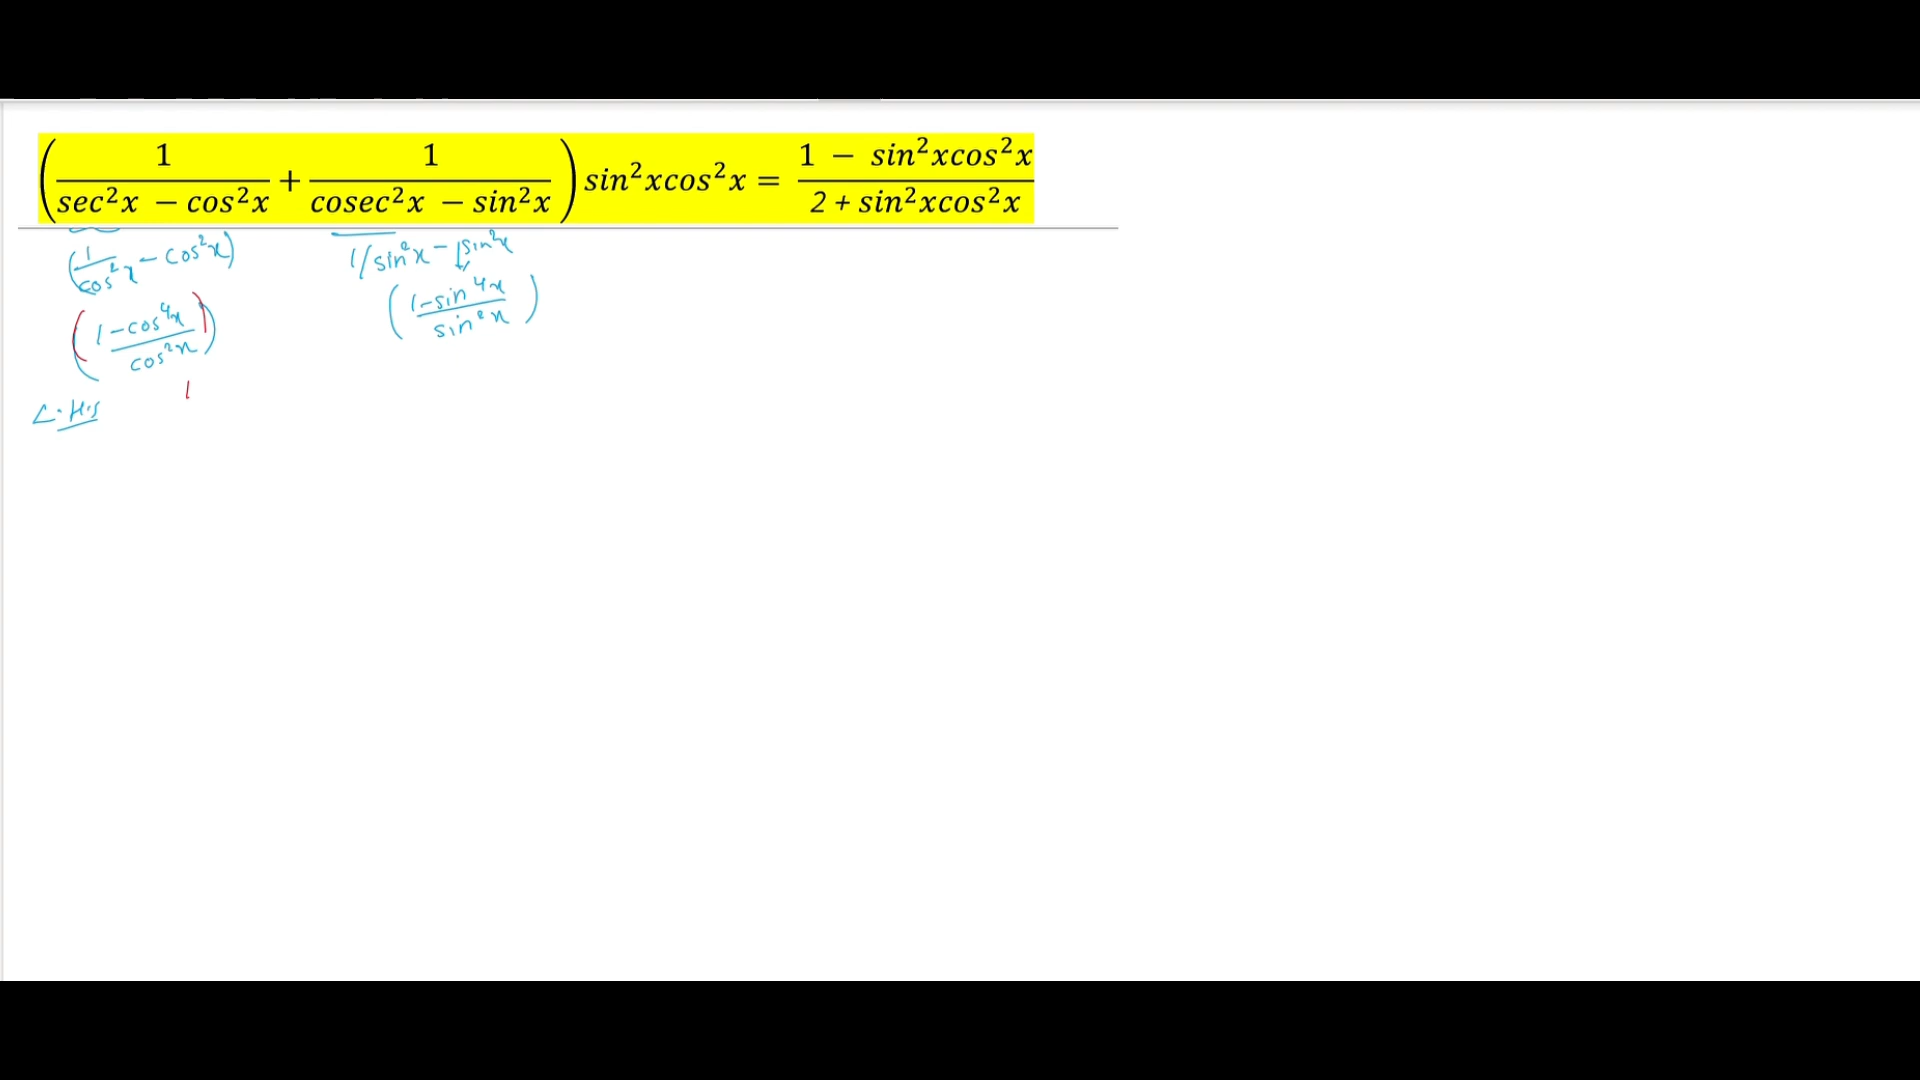 (1/(sec²x − cos²x) + 1/(cosec²x − sin²x)) sin²xcos²x = (1 − sin²xcos²x)/(2 + sin²xcos²x)
(1/cos²x − cos²x) 1/sin²x − sin²x
((1−cos⁴x)/cos²x) ((1−sin⁴x)/sin²x)
L.H.S